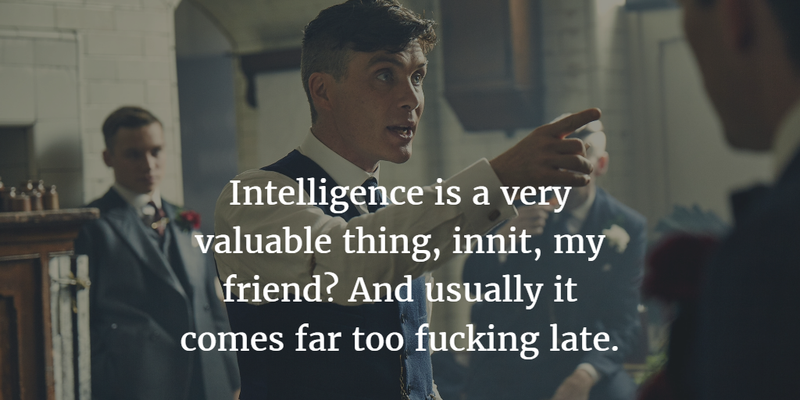 Intelligence is a very
valuable thing, innit, my
friend? And usually it
comes far too fucking late.